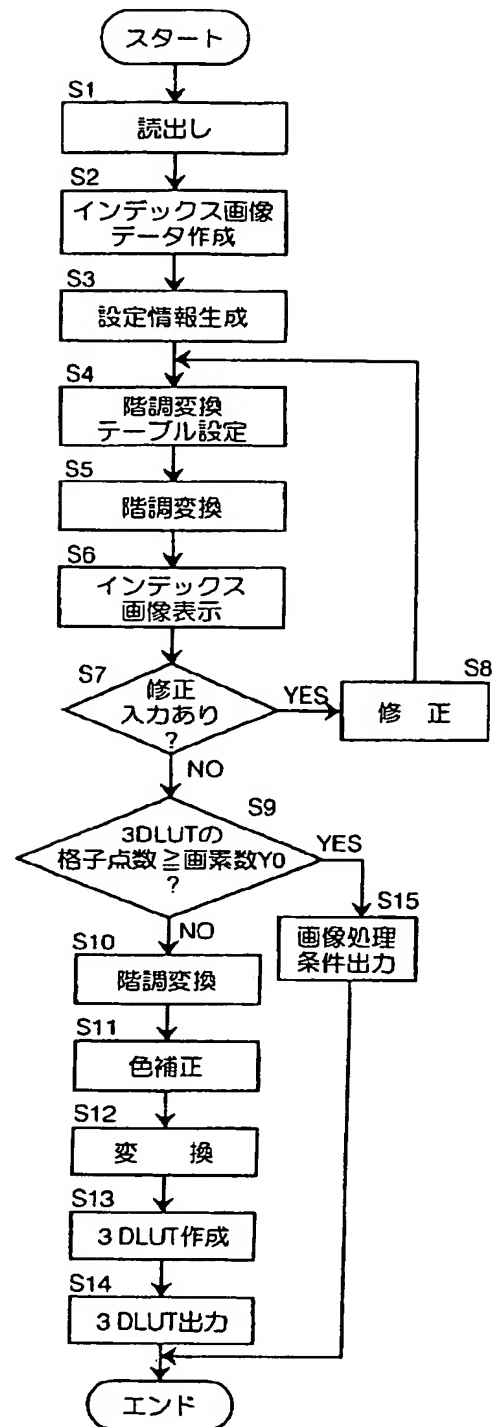 スタート
S1
読出し
S2
インデックス画像
データ作成
S3
設定情報生成
S4
階調変換
テーブル設定
S5
階調変換
S6
インデックス
画像表示
S7
修正
入力あり
?
YES
S8
修 正
NO
S9
3DLUTの
格子点数≧画素数Y0
?
YES
S15
画像処理
条件出力
NO
S10
階調変換
S11
色補正
S12
変 換
S13
3DLUT作成
S14
3DLUT出力
エンド